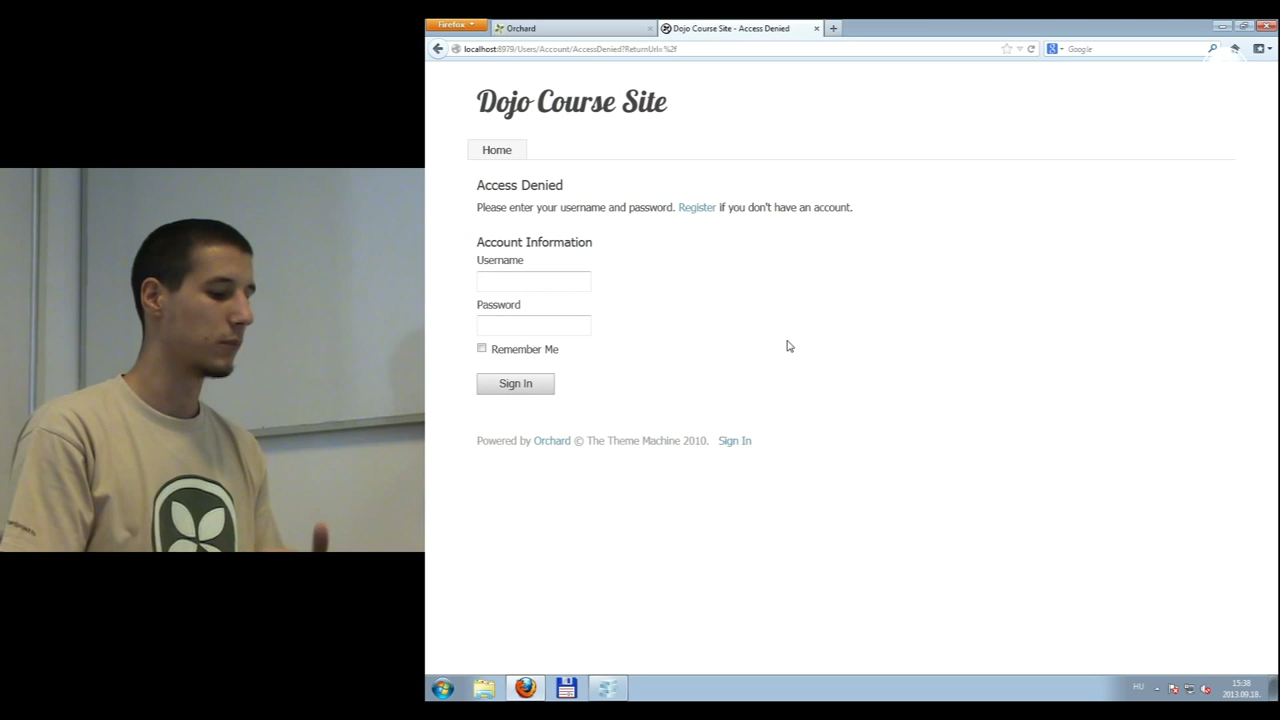 Firefox
Orchard
Dojo Course Site - Access Denied
localhost:8979/Users/Account/AccessDenied?ReturnUrl=%2f
Google
Dojo Course Site
Home
Access Denied
Please enter your username and password. Register if you don't have an account.
Account Information
Username
Password
Remember Me
Sign In
Powered by Orchard © The Theme Machine 2010. Sign In
HU
15:38
2013.09.18.